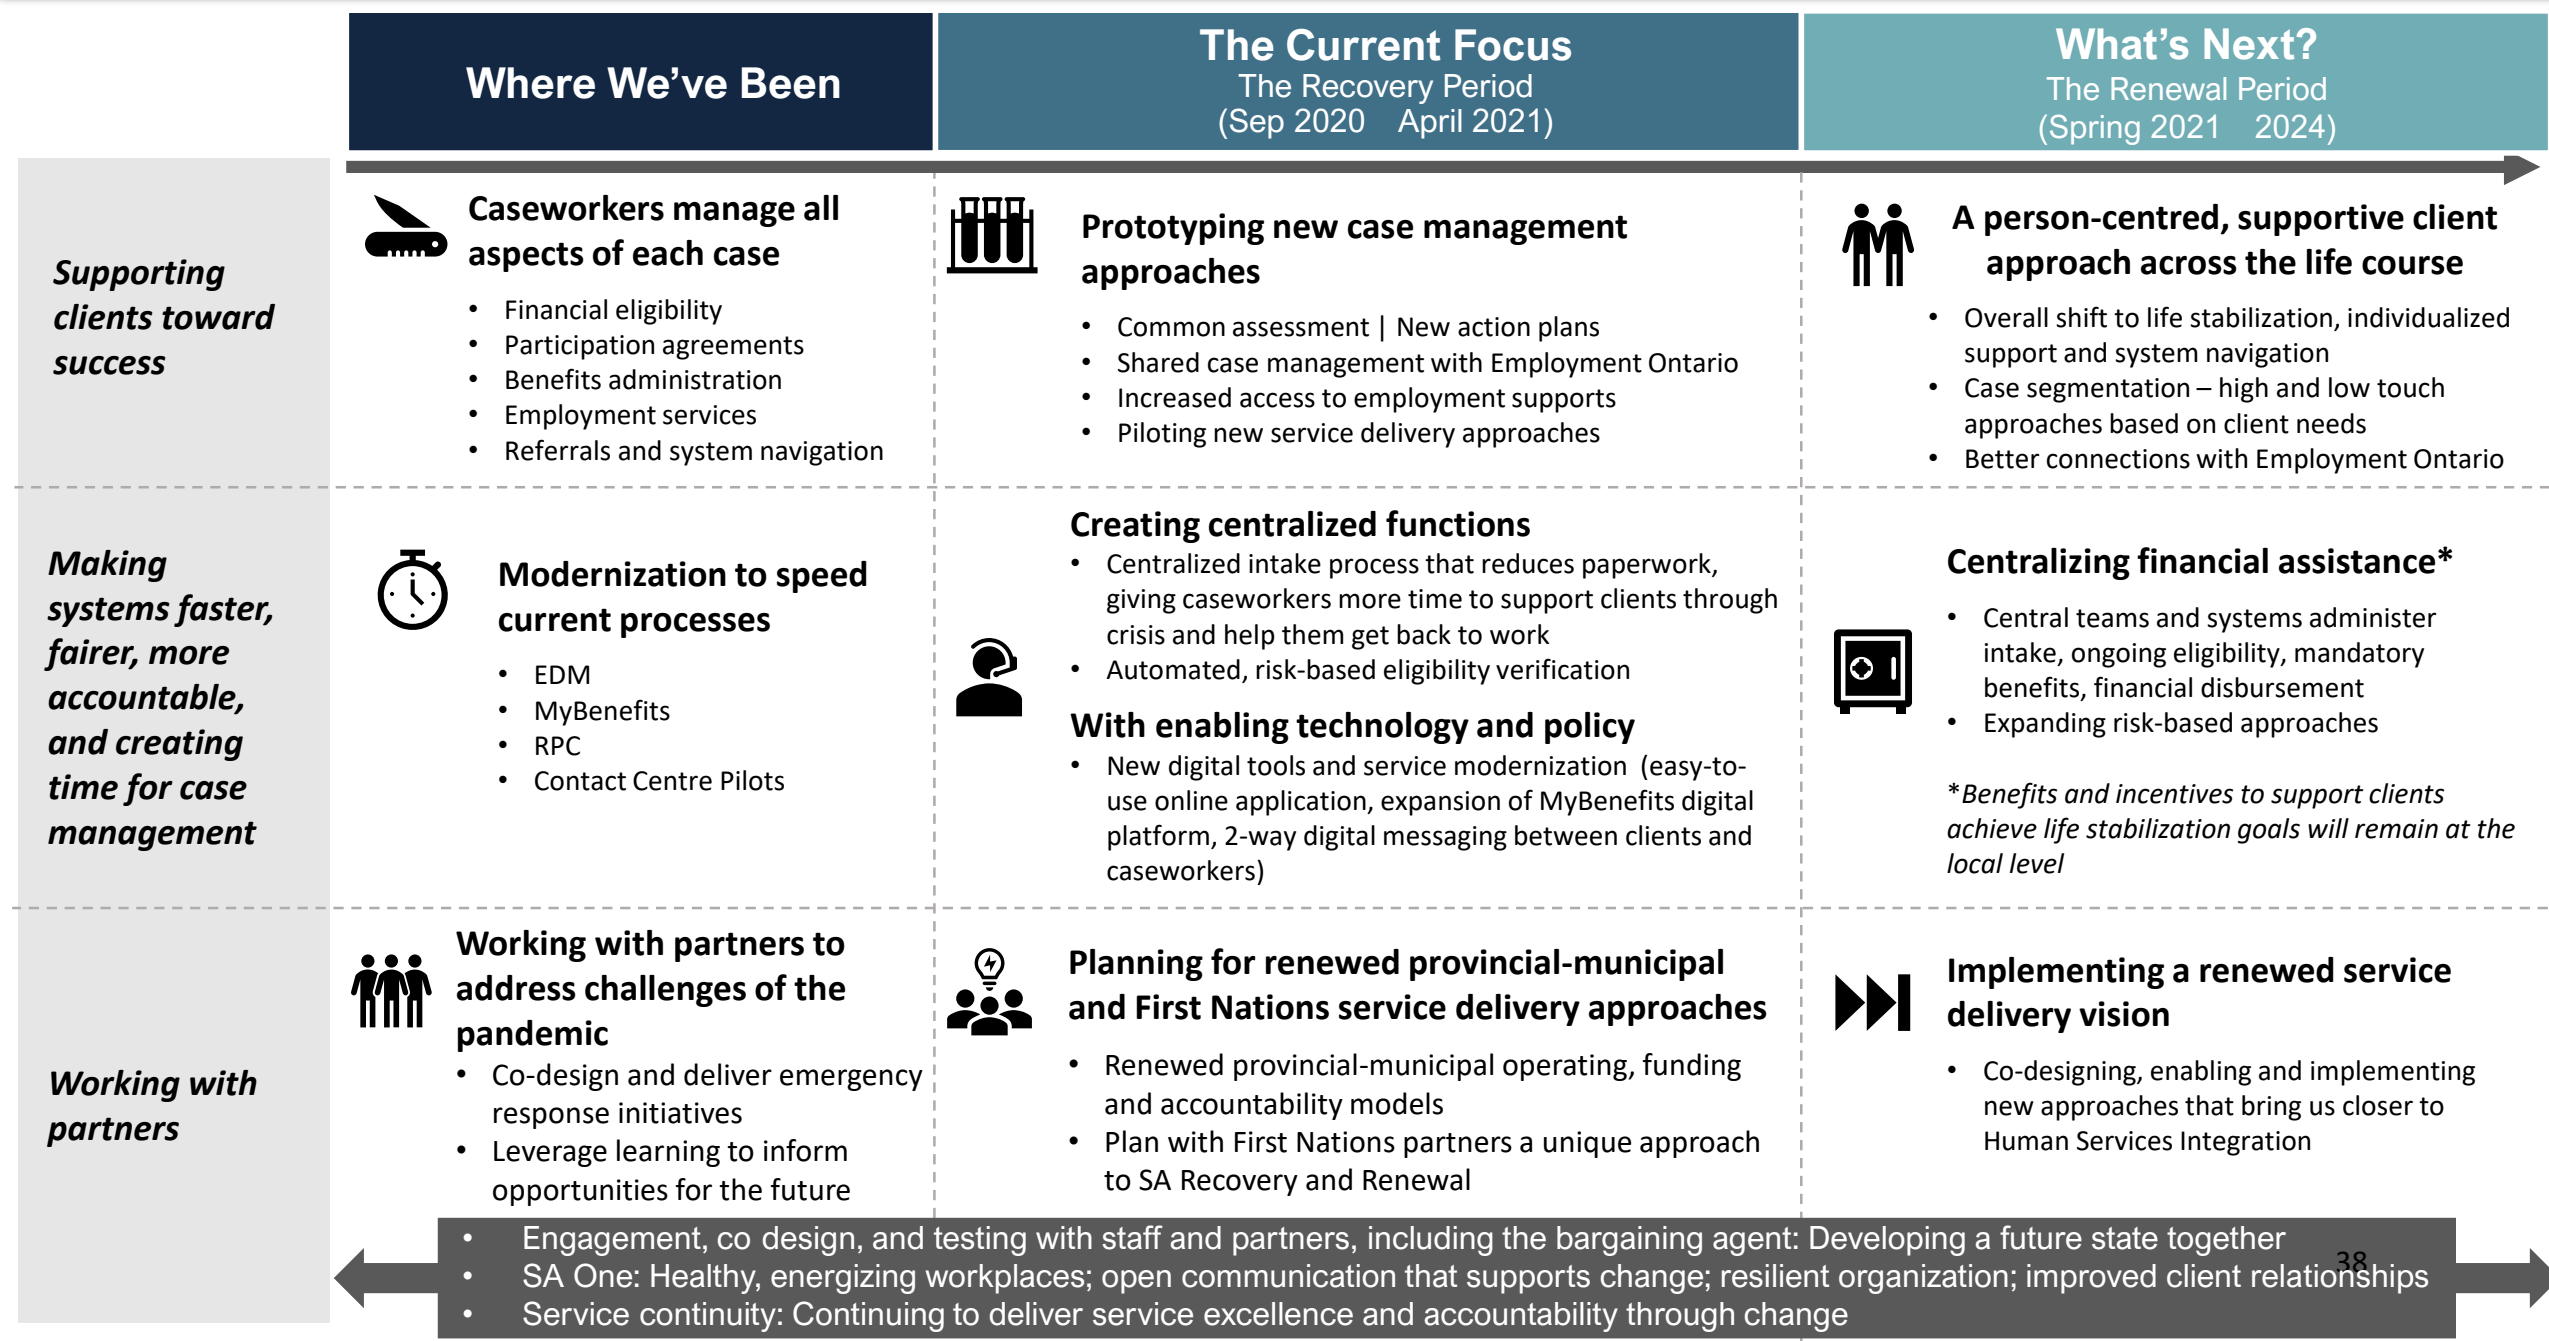 Where We've Been
The Current Focus
The Recovery Period
(Sep 2020 April 2021)
What's Next?
The Renewal Period
(Spring 2021 2024)
Supporting
clients toward
success
Caseworkers manage all
aspects of each case
• Financial eligibility
• Participation agreements
• Benefits administration
• Employment services
• Referrals and system navigation
Prototyping new case management
approaches
• Common assessment | New action plans
• Shared case management with Employment Ontario
• Increased access to employment supports
• Piloting new service delivery approaches
A person-centred, supportive client
approach across the life course
• Overall shift to life stabilization, individualized
support and system navigation
• Case segmentation – high and low touch
approaches based on client needs
• Better connections with Employment Ontario
Making
systems faster,
fairer, more
accountable,
and creating
time for case
management
Modernization to speed
current processes
• EDM
• MyBenefits
• RPC
• Contact Centre Pilots
Creating centralized functions
• Centralized intake process that reduces paperwork,
giving caseworkers more time to support clients through
crisis and help them get back to work
• Automated, risk-based eligibility verification
With enabling technology and policy
• New digital tools and service modernization (easy-to-
use online application, expansion of MyBenefits digital
platform, 2-way digital messaging between clients and
caseworkers)
Centralizing financial assistance*
• Central teams and systems administer
intake, ongoing eligibility, mandatory
benefits, financial disbursement
• Expanding risk-based approaches
*Benefits and incentives to support clients
achieve life stabilization goals will remain at the
local level
Working with
partners
Working with partners to
address challenges of the
pandemic
• Co-design and deliver emergency
response initiatives
• Leverage learning to inform
opportunities for the future
Planning for renewed provincial-municipal
and First Nations service delivery approaches
• Renewed provincial-municipal operating, funding
and accountability models
• Plan with First Nations partners a unique approach
to SA Recovery and Renewal
Implementing a renewed service
delivery vision
• Co-designing, enabling and implementing
new approaches that bring us closer to
Human Services Integration
• Engagement, co design, and testing with staff and partners, including the bargaining agent: Developing a future state together
• SA One: Healthy, energizing workplaces; open communication that supports change; resilient organization; improved client relationships
• Service continuity: Continuing to deliver service excellence and accountability through change
38